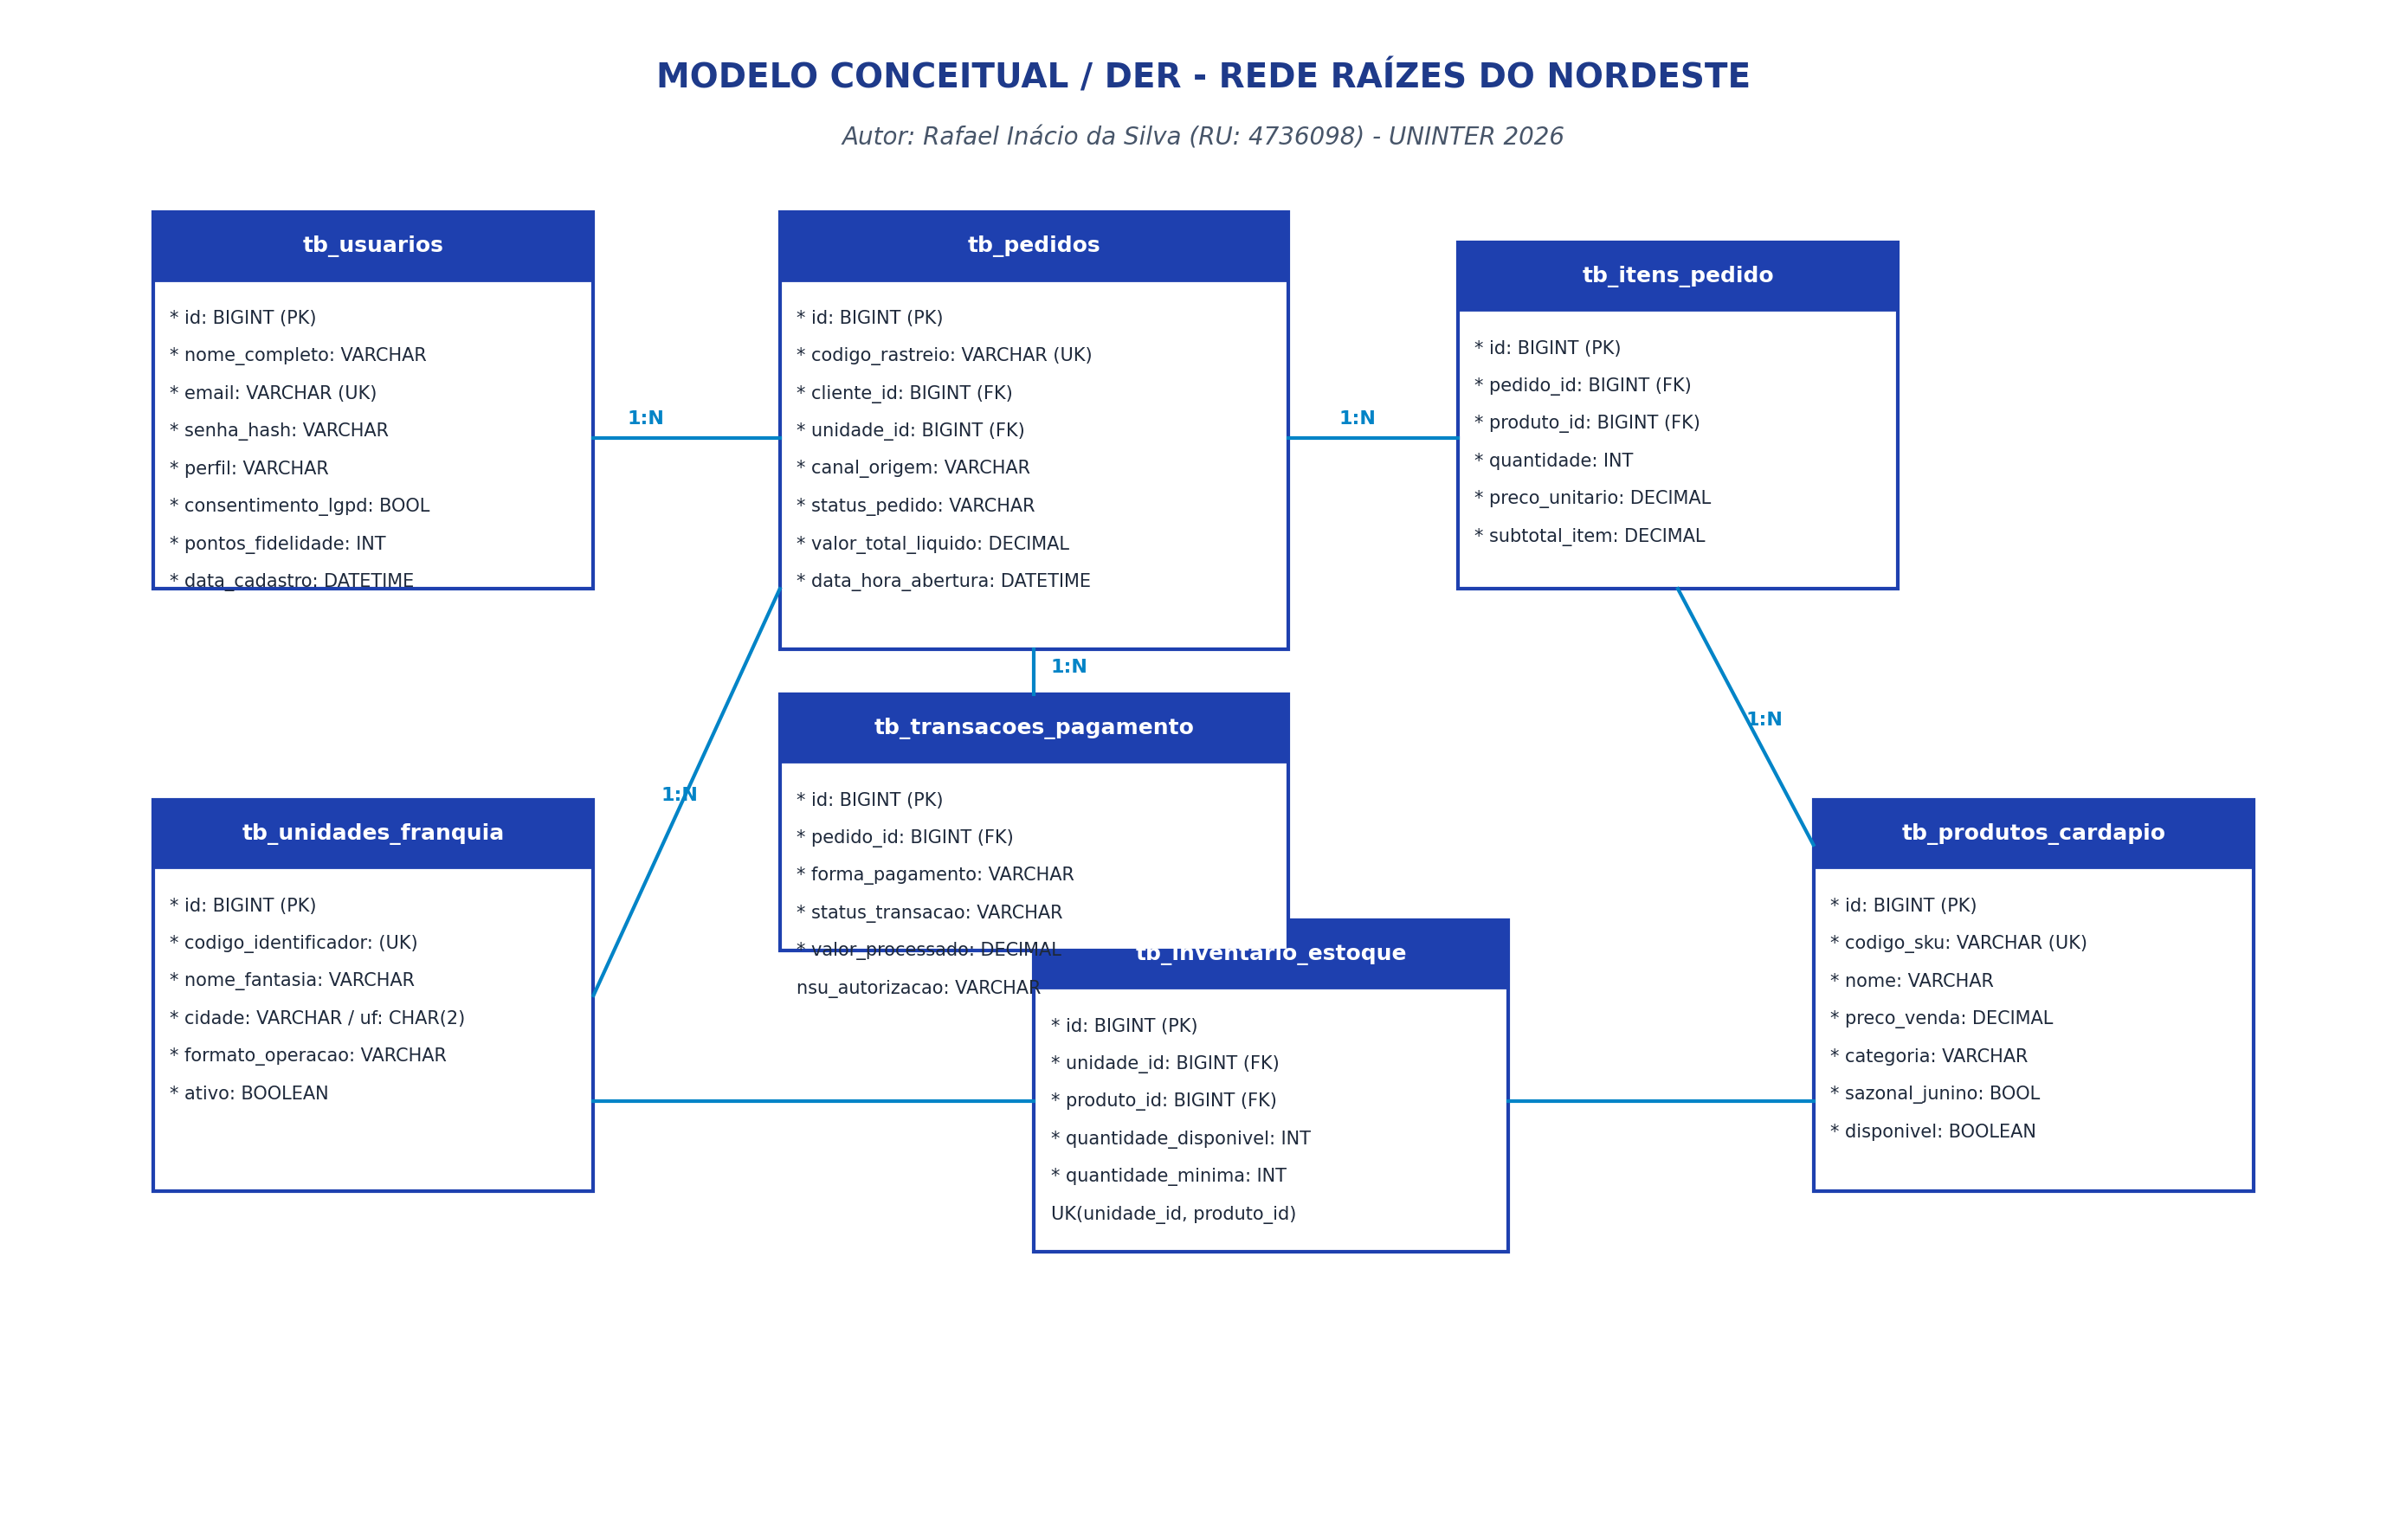 MODELO CONCEITUAL / DER - REDE RAÍZES DO NORDESTE
Autor: Rafael Inácio da Silva (RU: 4736098) - UNINTER 2026
tb_usuarios
* id: BIGINT (PK)
* nome_completo: VARCHAR
* email: VARCHAR (UK)
* senha_hash: VARCHAR
* perfil: VARCHAR
* consentimento_lgpd: BOOL
* pontos_fidelidade: INT
* data_cadastro: DATETIME
1:N
tb_pedidos
* id: BIGINT (PK)
* codigo_rastreio: VARCHAR (UK)
* cliente_id: BIGINT (FK)
* unidade_id: BIGINT (FK)
* canal_origem: VARCHAR
* status_pedido: VARCHAR
* valor_total_liquido: DECIMAL
* data_hora_abertura: DATETIME
1:N
tb_itens_pedido
* id: BIGINT (PK)
* pedido_id: BIGINT (FK)
* produto_id: BIGINT (FK)
* quantidade: INT
* preco_unitario: DECIMAL
* subtotal_item: DECIMAL
1:N
1:N
1:N
tb_unidades_franquia
* id: BIGINT (PK)
* codigo_identificador: (UK)
* nome_fantasia: VARCHAR
* cidade: VARCHAR / uf: CHAR(2)
* formato_operacao: VARCHAR
* ativo: BOOLEAN
tb_transacoes_pagamento
* id: BIGINT (PK)
* pedido_id: BIGINT (FK)
* forma_pagamento: VARCHAR
* status_transacao: VARCHAR
* valor_processado: DECIMAL
nsu_autorizacao: VARCHAR
tb_inventario_estoque
* id: BIGINT (PK)
* unidade_id: BIGINT (FK)
* produto_id: BIGINT (FK)
* quantidade_disponivel: INT
* quantidade_minima: INT
UK(unidade_id, produto_id)
tb_produtos_cardapio
* id: BIGINT (PK)
* codigo_sku: VARCHAR (UK)
* nome: VARCHAR
* preco_venda: DECIMAL
* categoria: VARCHAR
* sazonal_junino: BOOL
* disponivel: BOOLEAN